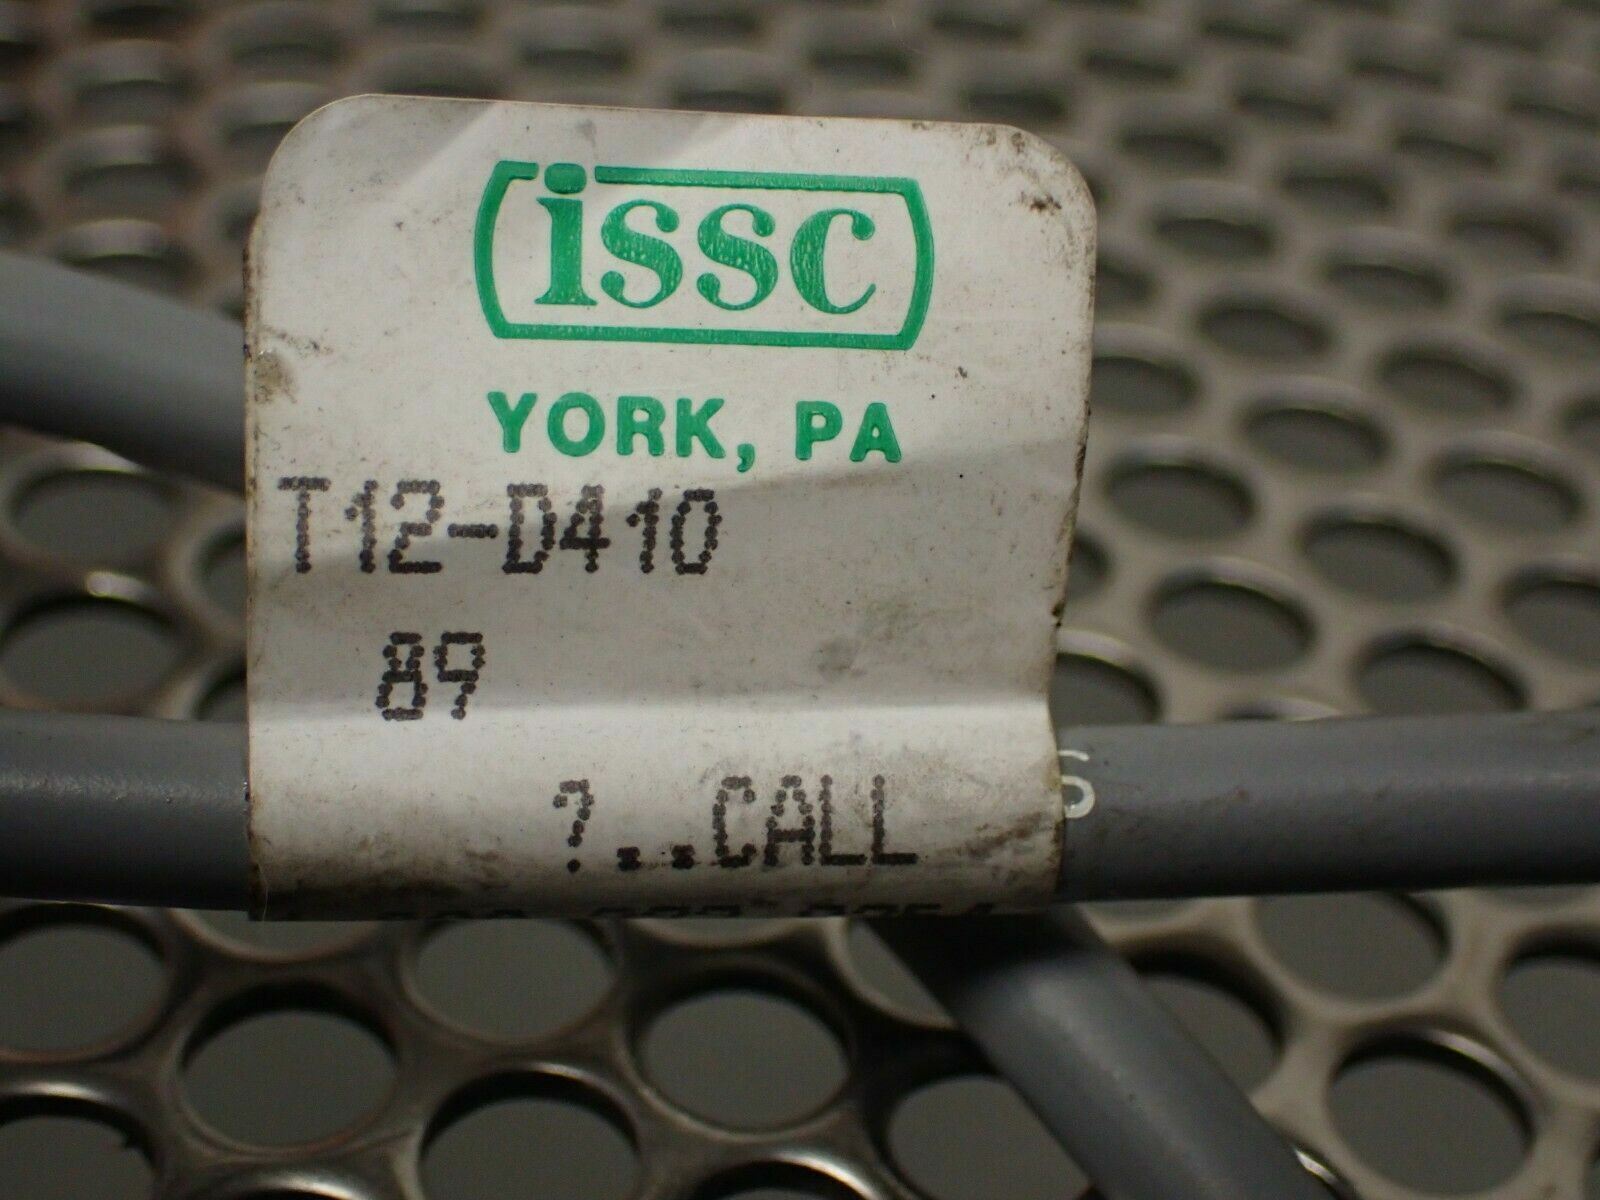 issc
YORK, PA
T12-D410
89
?...CALL
S